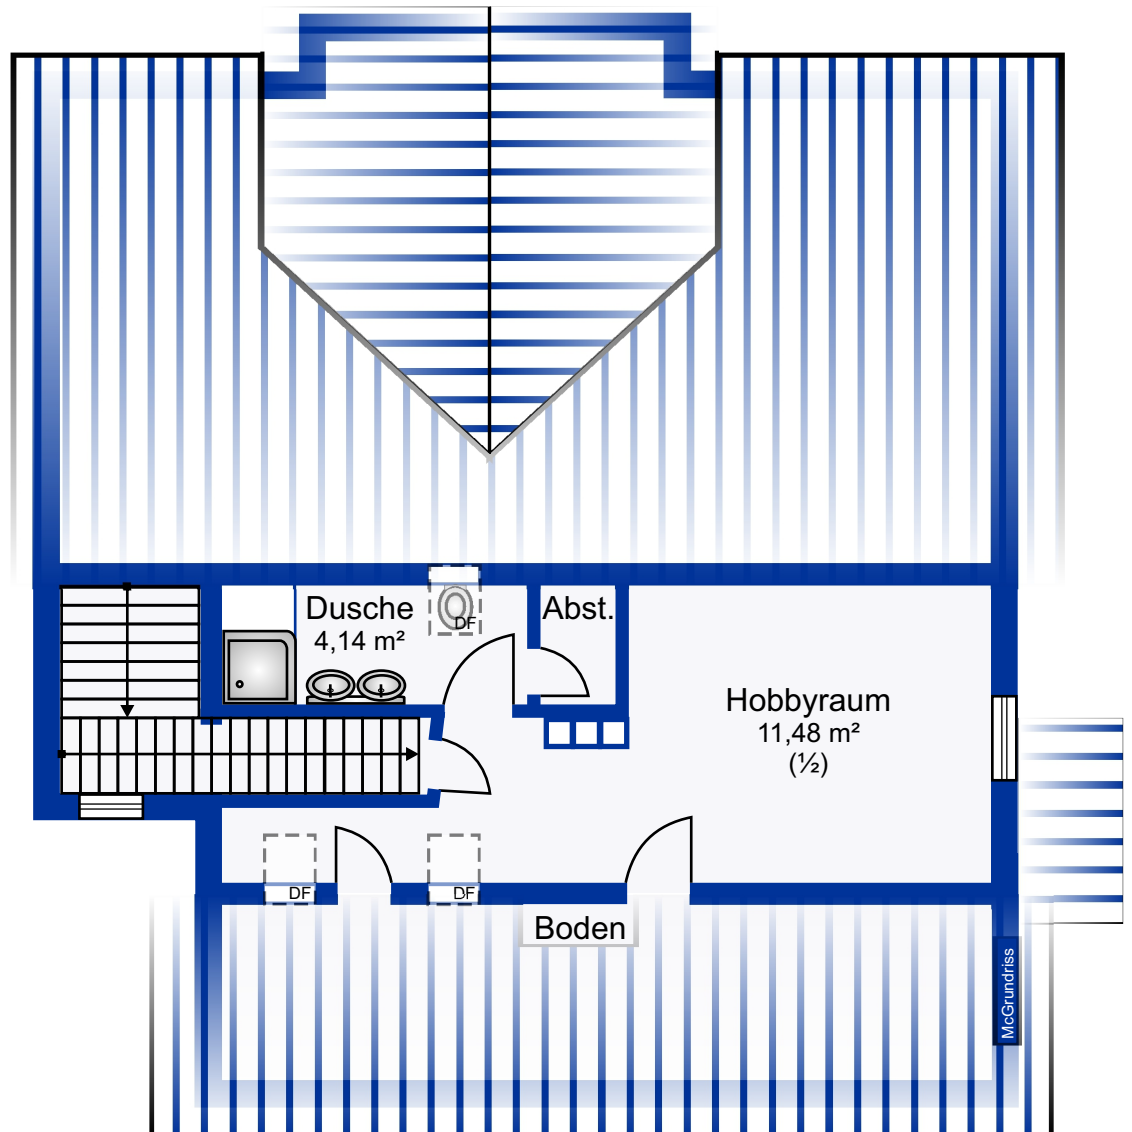 Dusche
4,14 m²
DF
Abst.
Hobbyraum
11,48 m²
(½)
DF
DF
Boden
McGrundriss